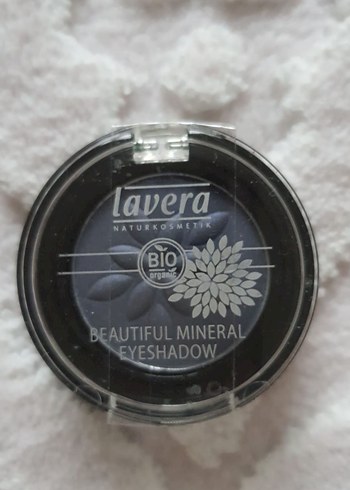 lavera
NATURKOSMETIK
BIO
organic
BEAUTIFUL MINERAL
EYESHADOW